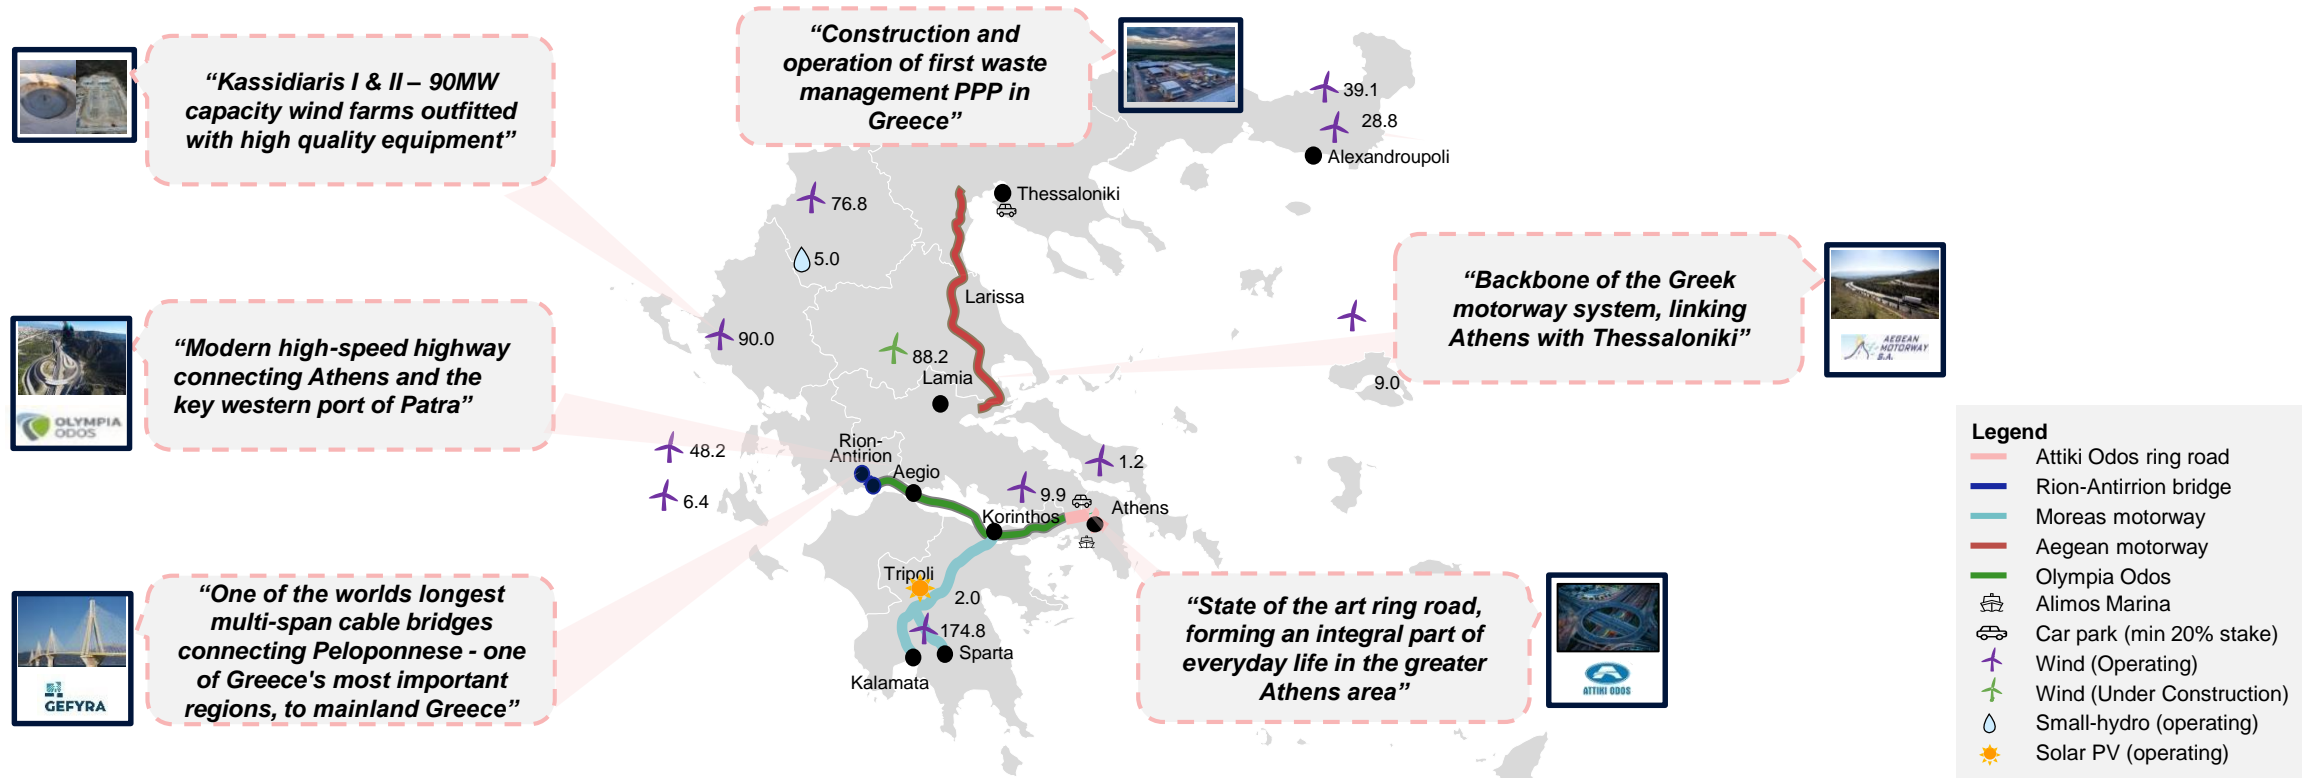 “Kassidiaris I & II – 90MW
capacity wind farms outfitted
with high quality equipment”
“Construction and
operation of first waste
management PPP in
Greece”
39.1
28.8
Alexandroupoli
Thessaloniki
76.8
5.0
Larissa
90.0
88.2
Lamia
“Backbone of the Greek
motorway system, linking
Athens with Thessaloniki”
AEGEAN
MOTORWAY
S.A.
9.0
“Modern high-speed highway
connecting Athens and the
key western port of Patra”
OLYMPIA
ODOS
48.2
6.4
Rion-
Antirion
Aegio
1.2
9.9
Athens
Korinthos
Tripoli
2.0
174.8
Sparta
Kalamata
“One of the worlds longest
multi-span cable bridges
connecting Peloponnese - one
of Greece's most important
regions, to mainland Greece”
GEFYRA
“State of the art ring road,
forming an integral part of
everyday life in the greater
Athens area”
ATTIKI ODOS
Legend
Attiki Odos ring road
Rion-Antirrion bridge
Moreas motorway
Aegean motorway
Olympia Odos
Alimos Marina
Car park (min 20% stake)
Wind (Operating)
Wind (Under Construction)
Small-hydro (operating)
Solar PV (operating)